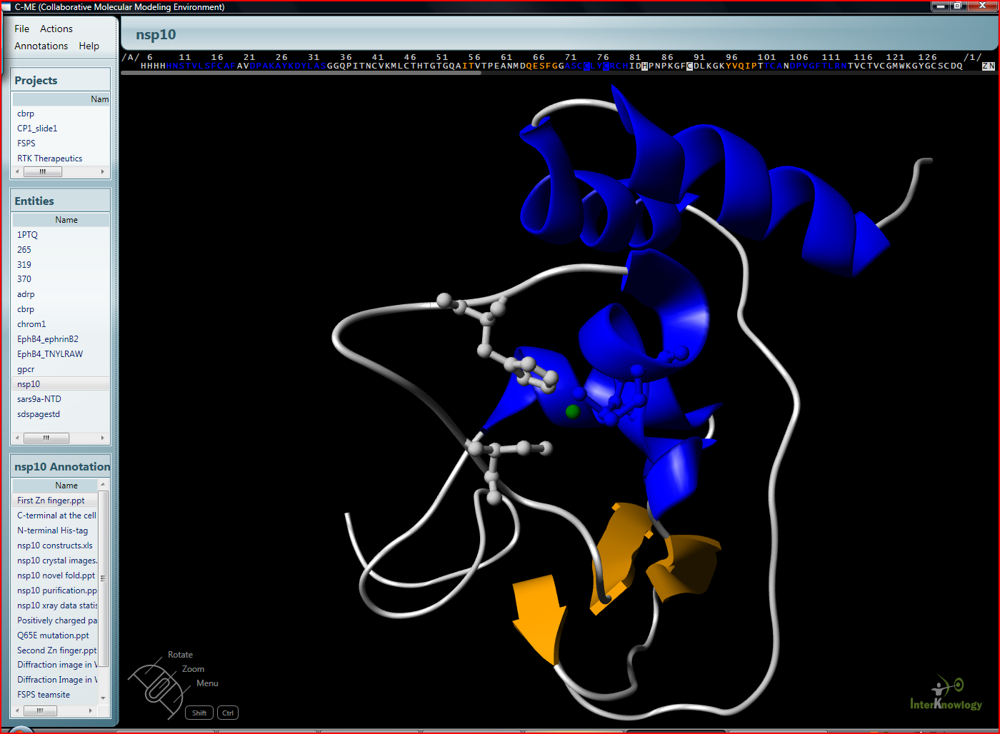 C-ME (Collaborative Molecular Modeling Environment)
File Actions
Annotations Help
nsp10
/A/ 6 11 16 21 26 31 36 41 46 51 56 61 66 71 76 81 86 91 96 101 106 111 116 121 126 /1/
HHHHHNSTVLSFCAFAVDPAKAYKDYLASGGQPITNCVKMLCTHTGTGQAITVTPEANMDQESFGGASCCLYCRCHIDHPNPKGFCDLKGKYVQIPTTCANDPVGFTLRNTVCTVCGMWKGYGCSCDQ ZN
Projects
Nam
cbrp
CP1_slide1
FSPS
RTK Therapeutics
Entities
Name
1PTQ
265
319
370
adrp
cbrp
chrom1
EphB4_ephrinB2
EphB4_TNYLRAW
gpcr
nsp10
sars9a-NTD
sdspagestd
nsp10 Annotation
Name
First Zn finger.ppt
C-terminal at the cell
N-terminal His-tag
nsp10 constructs.xls
nsp10 crystal images.
nsp10 novel fold.ppt
nsp10 purification.pp
nsp10 xray data statis
Positively charged pa
Q65E mutation.ppt
Second Zn finger.ppt
Diffraction image in W
Diffraction Image in W
FSPS teamsite
Rotate
Zoom
Menu
Shift Ctrl
InterKnowlogy